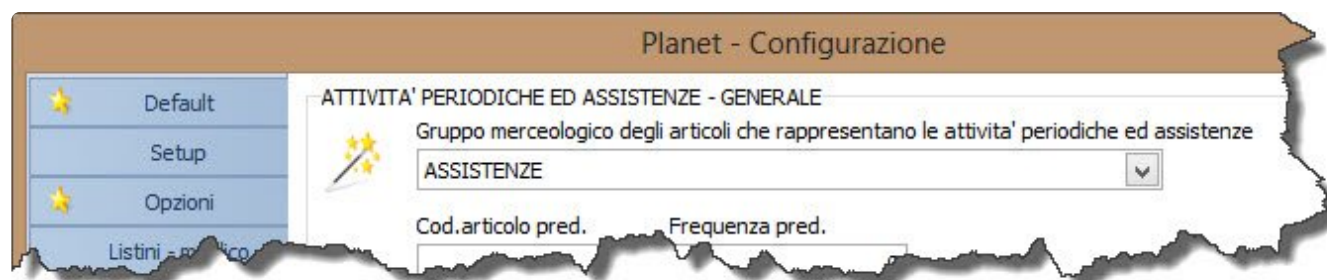 Planet - Configurazione
Default
ATTIVITA' PERIODICHE ED ASSISTENZE - GENERALE
Gruppo merceologico degli articoli che rappresentano le attivita' periodiche ed assistenze
Setup
ASSISTENZE
Opzioni
Cod.articolo pred. Frequenza pred.
Listini -